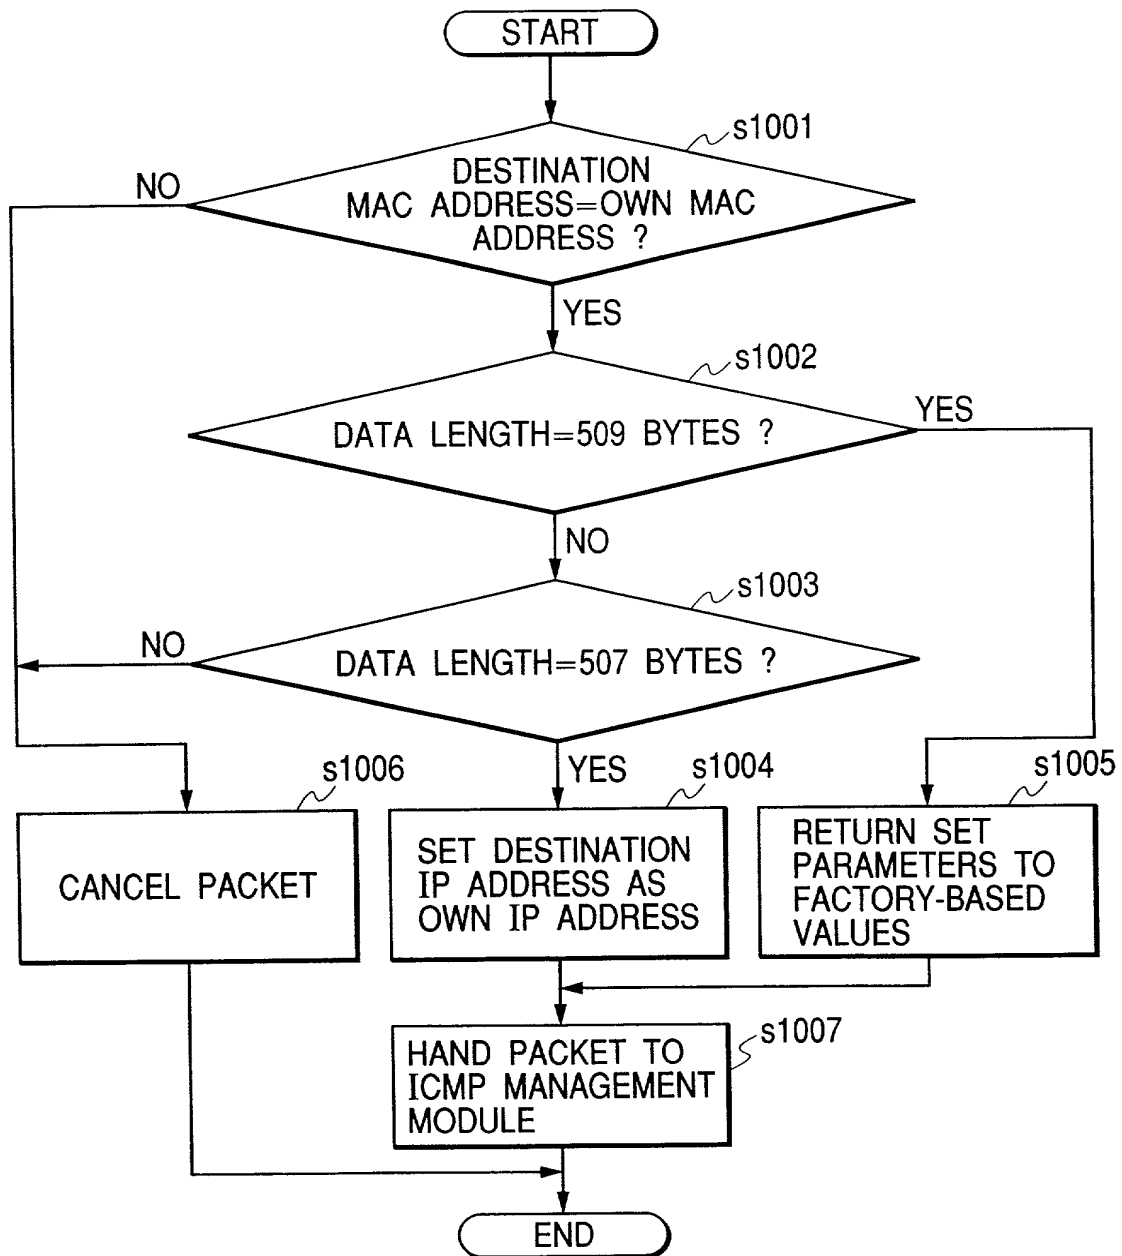 START
s1001
DESTINATION
MAC ADDRESS=OWN MAC
ADDRESS ?
NO
YES
s1002
DATA LENGTH=509 BYTES ?
YES
NO
s1003
DATA LENGTH=507 BYTES ?
NO
YES
s1006
CANCEL PACKET
s1004
SET DESTINATION
IP ADDRESS AS
OWN IP ADDRESS
s1005
RETURN SET
PARAMETERS TO
FACTORY-BASED
VALUES
s1007
HAND PACKET TO
ICMP MANAGEMENT
MODULE
END